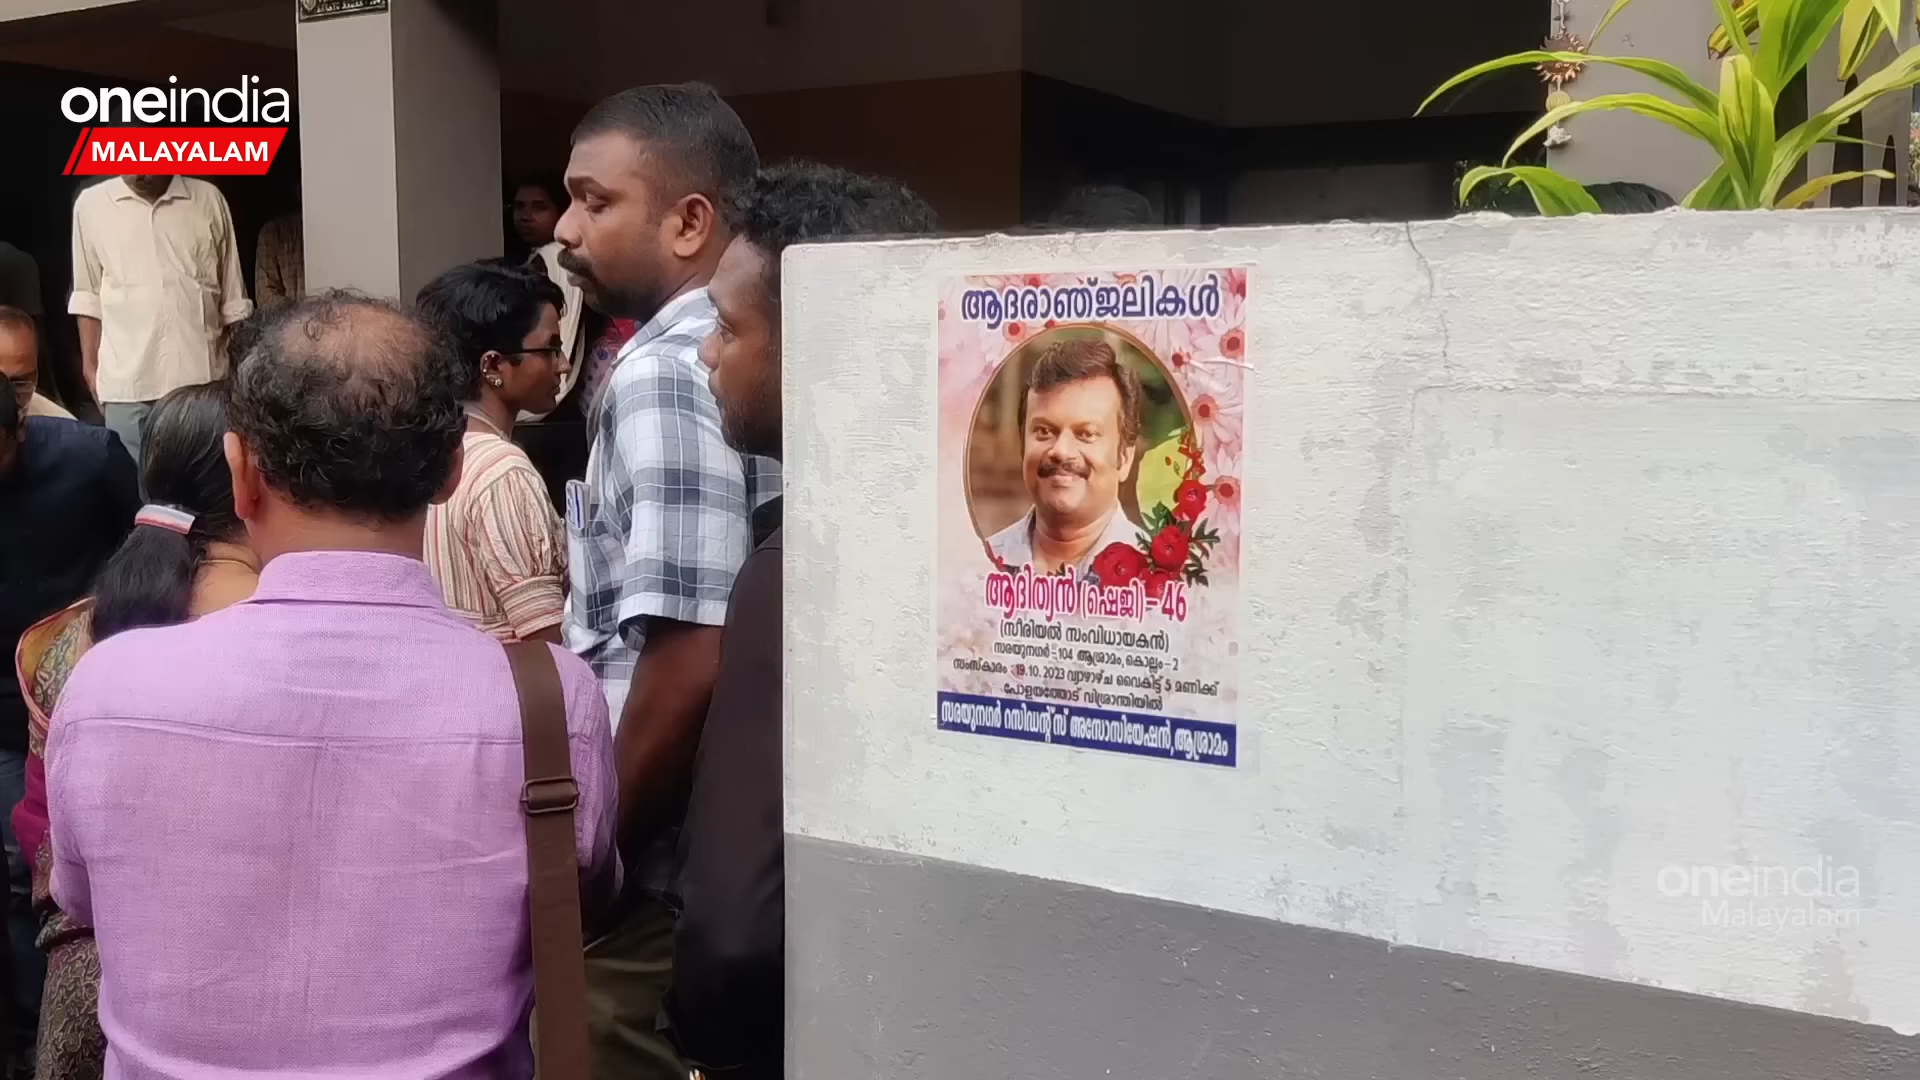 oneindia
MALAYALAM
ആദരാഞ്ജലികൾ
ആദിത്യൻ (ഷെജി) - 46
(സീരിയൽ സംവിധായകൻ)
സരയുനഗർ-104 ആശ്രാമം, കൊല്ലം-2
സംസ്കാരം : 19.10.2023 വ്യാഴാഴ്ച വൈകിട്ട് 5 മണിക്ക്
പോളയത്തോട് വിശ്രാന്തിയിൽ
സരയുനഗർ റസിഡന്റ്സ് അസോസിയേഷൻ, ആശ്രാമം
oneindia
Malayalam